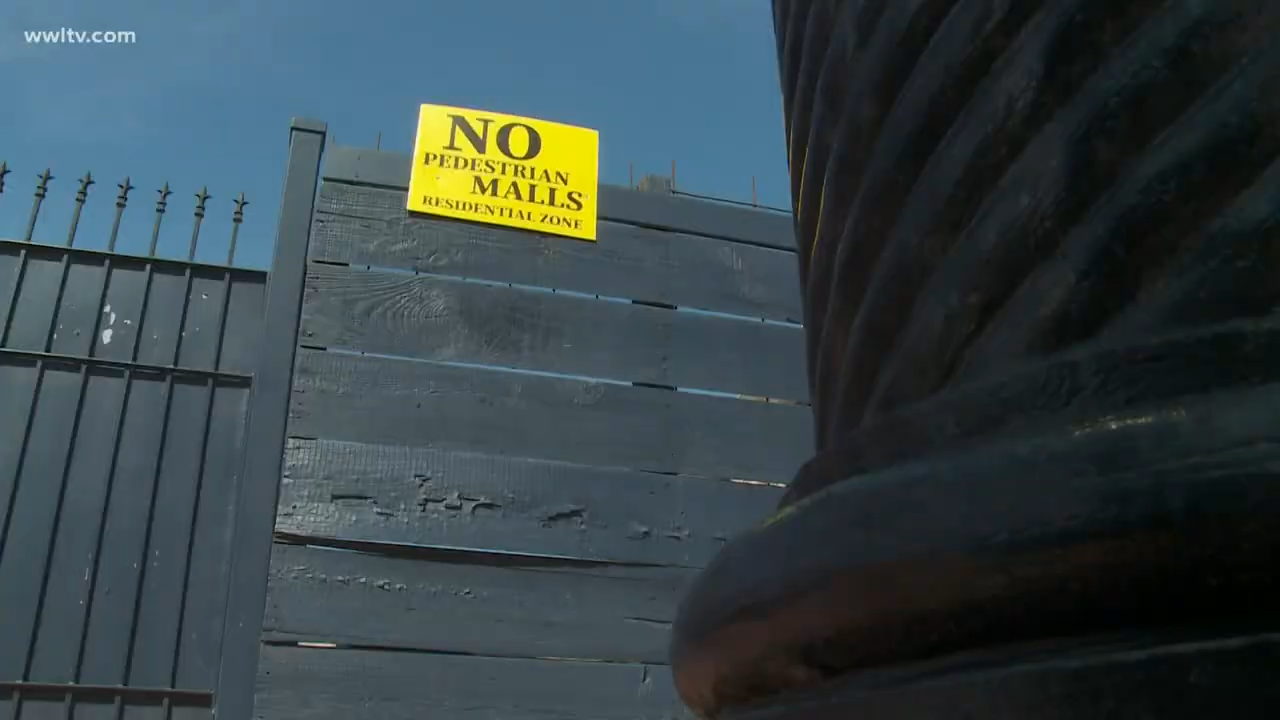 wwltv.com
NO
PEDESTRIAN
MALLS
RESIDENTIAL ZONE